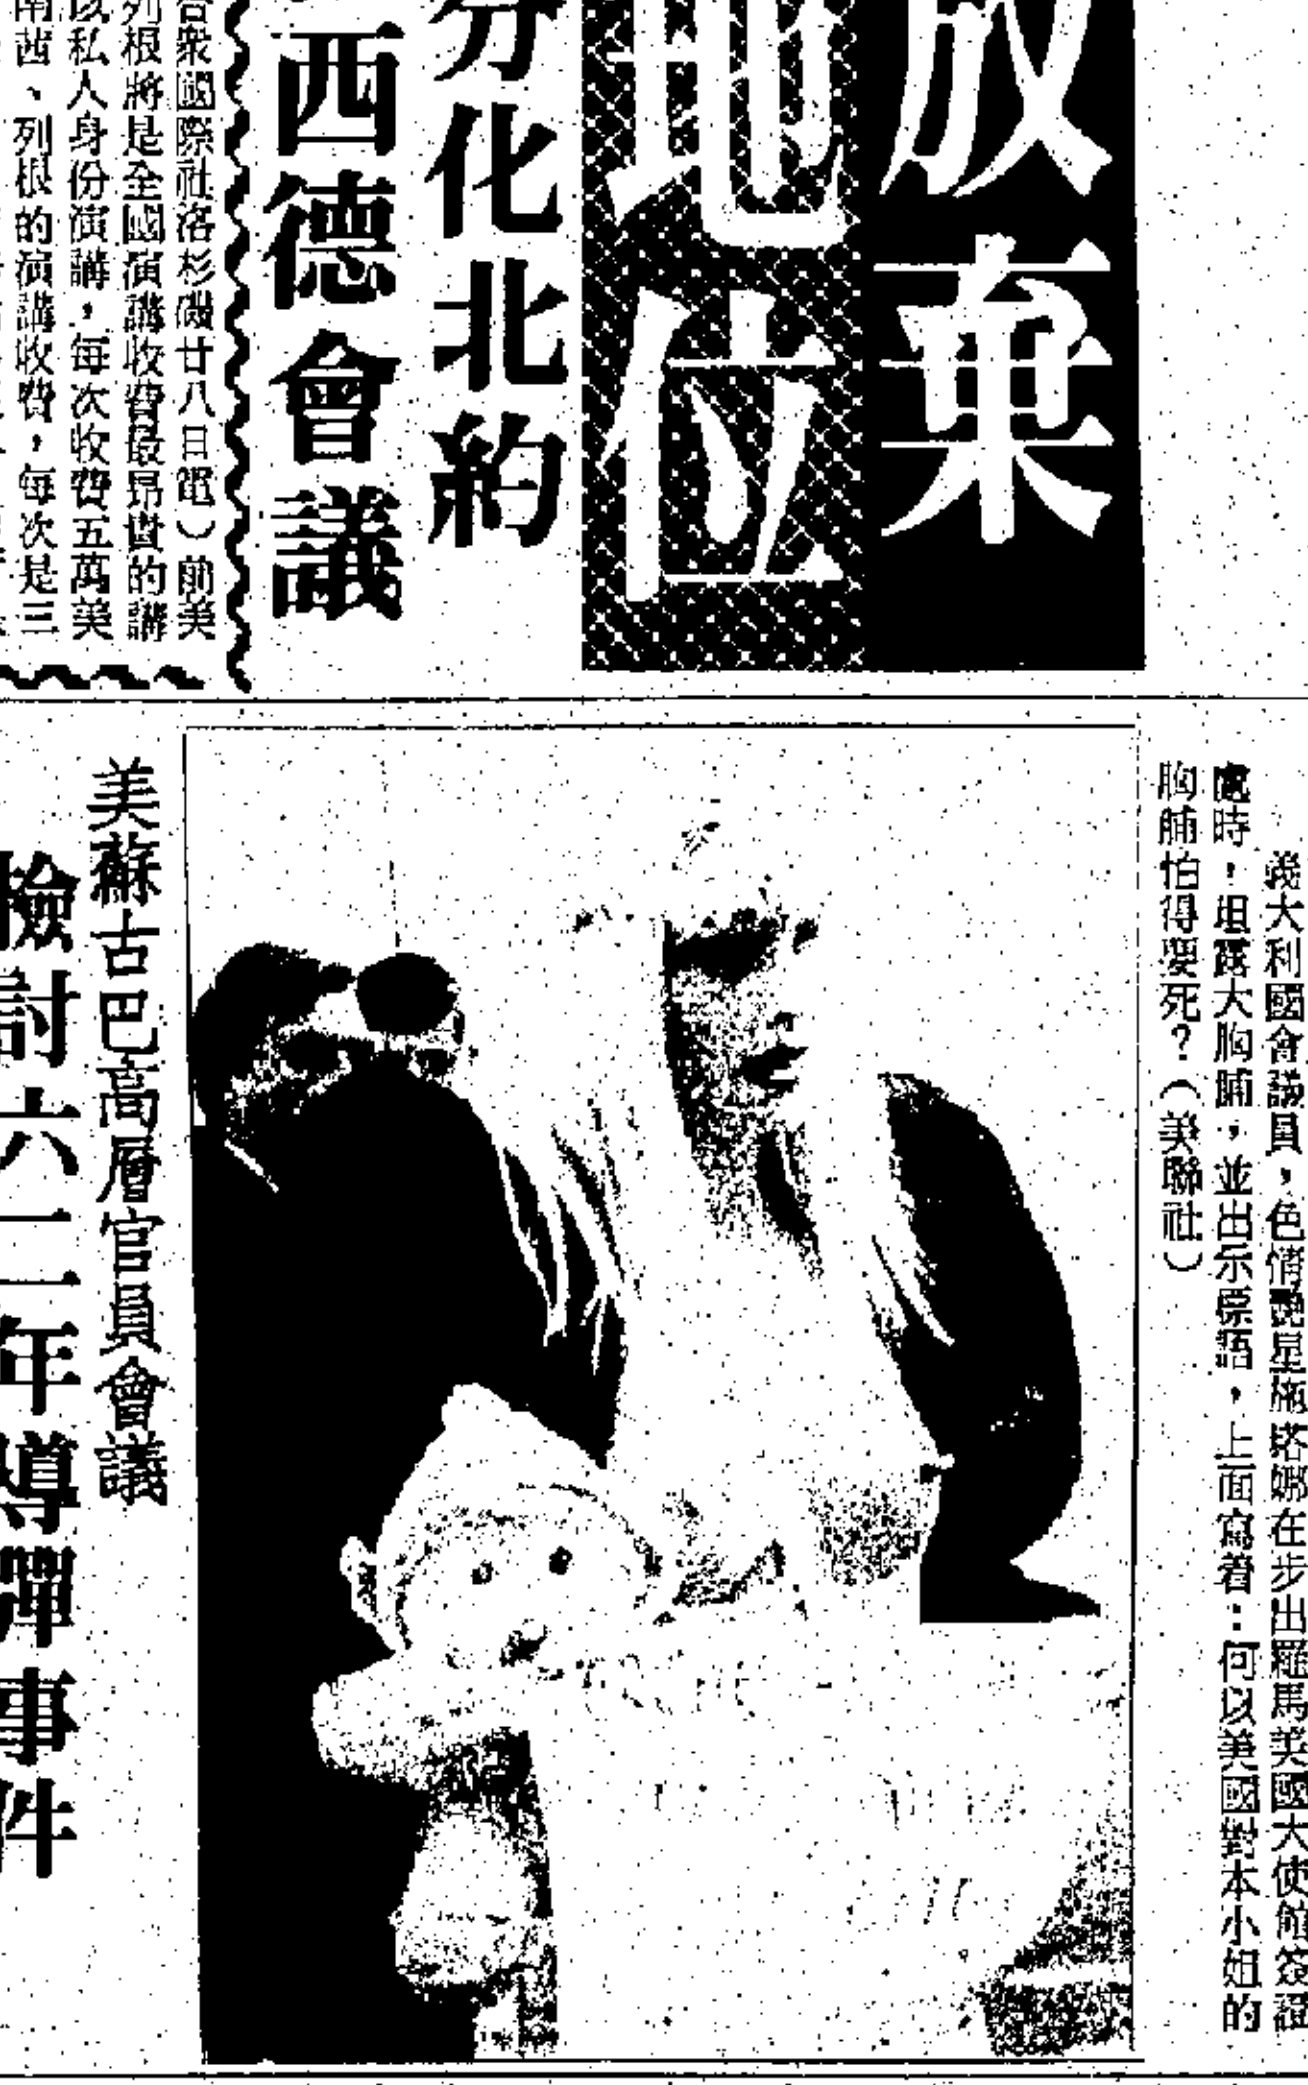 放棄
地位
分化北約
西德會議
合衆國際社洛杉磯廿八日電）前美
列根將是全國演講收費最昂貴的講
以私人身份演講，每次收費五萬美
南茜、列根的演講收費，每次是三
義大利國會議員，色情艷星施塔娜在步出羅馬美國大使館簽證
處時，坦露大胸脯，並出示標語，上面寫着：何以美國對本小姐的
胸脯怕得要死？（美聯社）
美蘇古巴高層官員會議
檢討六二年導彈事件